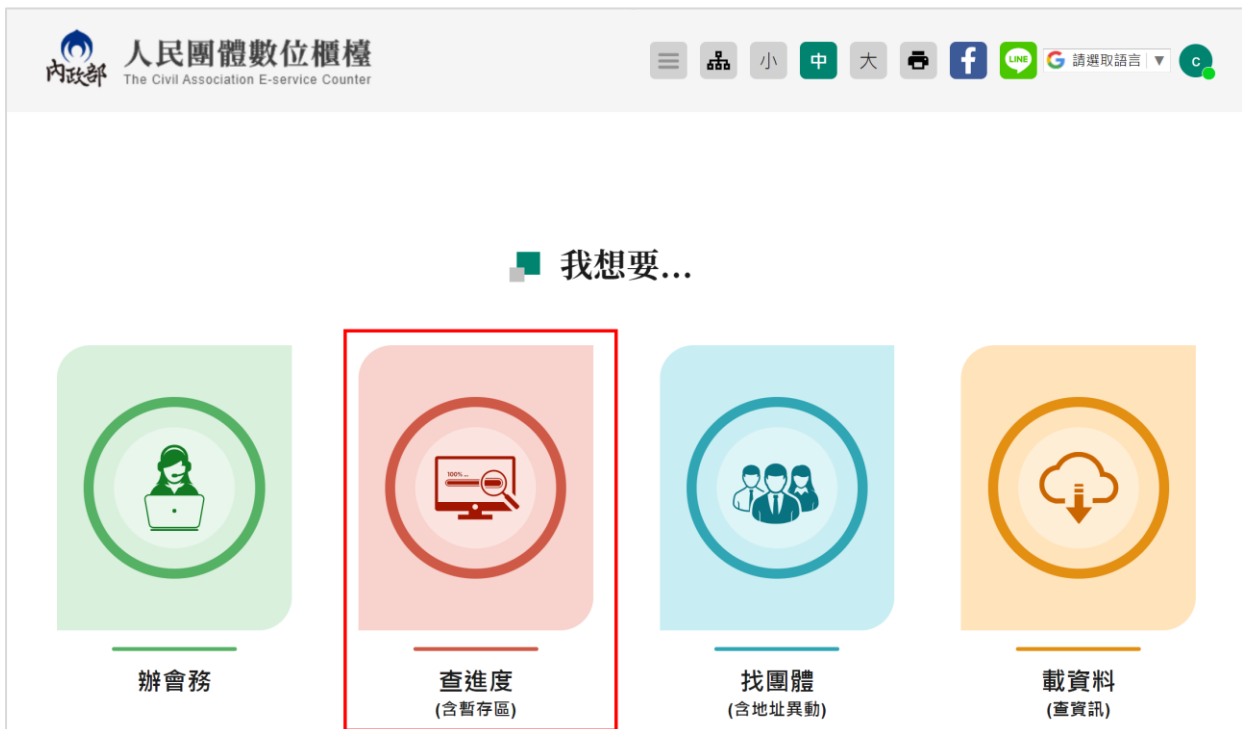 內政部
人民團體數位櫃檯
The Civil Association E-service Counter
小 中 大 f LINE G 請選取語言 ▼ c
我想要...
100%...
辦會務
查進度
(含暫存區)
找團體
(含地址異動)
載資料
(查資訊)